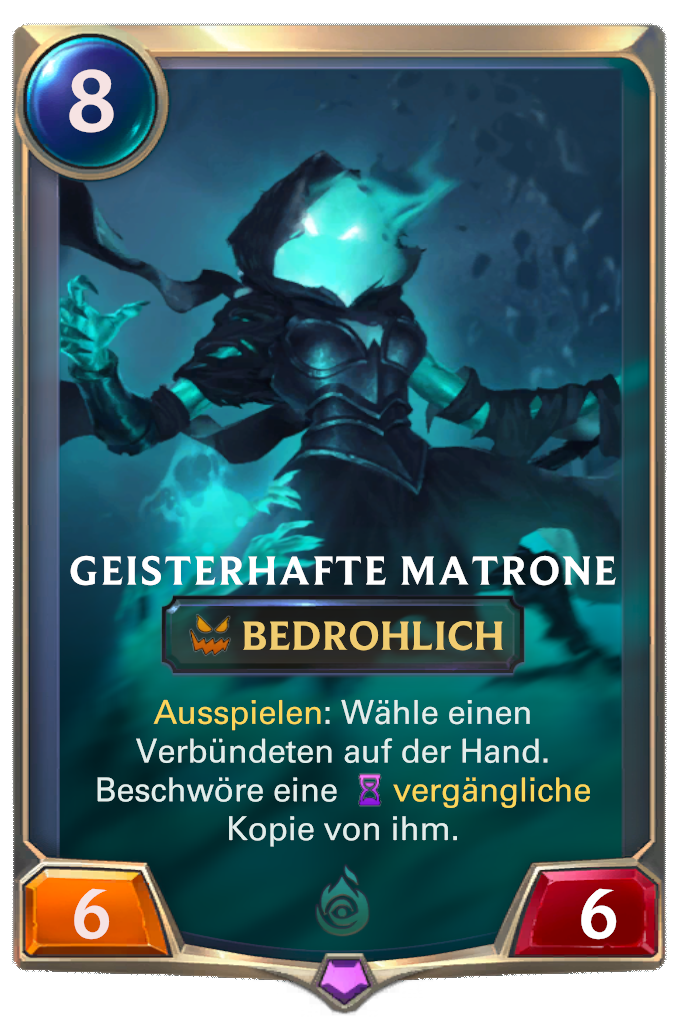 8
GEISTERHAFTE MATRONE
BEDROHLICH
Ausspielen: Wähle einen
Verbündeten auf der Hand.
Beschwöre eine vergängliche
Kopie von ihm.
6 6